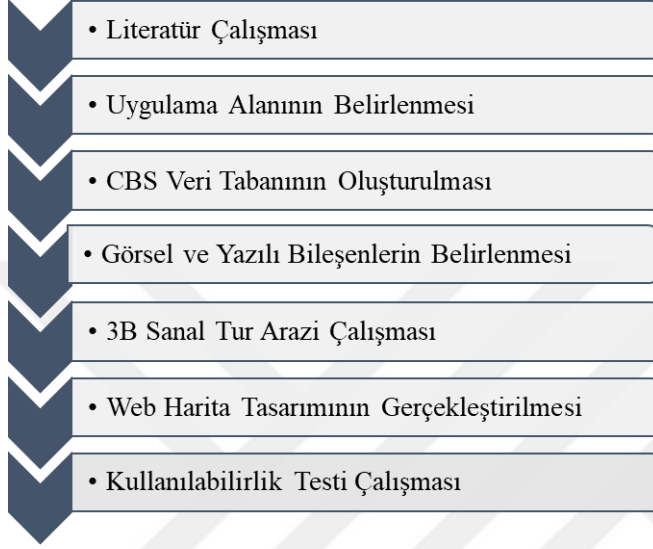 • Literatür Çalışması
• Uygulama Alanının Belirlenmesi
• CBS Veri Tabanının Oluşturulması
• Görsel ve Yazılı Bileşenlerin Belirlenmesi
• 3B Sanal Tur Arazi Çalışması
• Web Harita Tasarımının Gerçekleştirilmesi
• Kullanılabilirlik Testi Çalışması